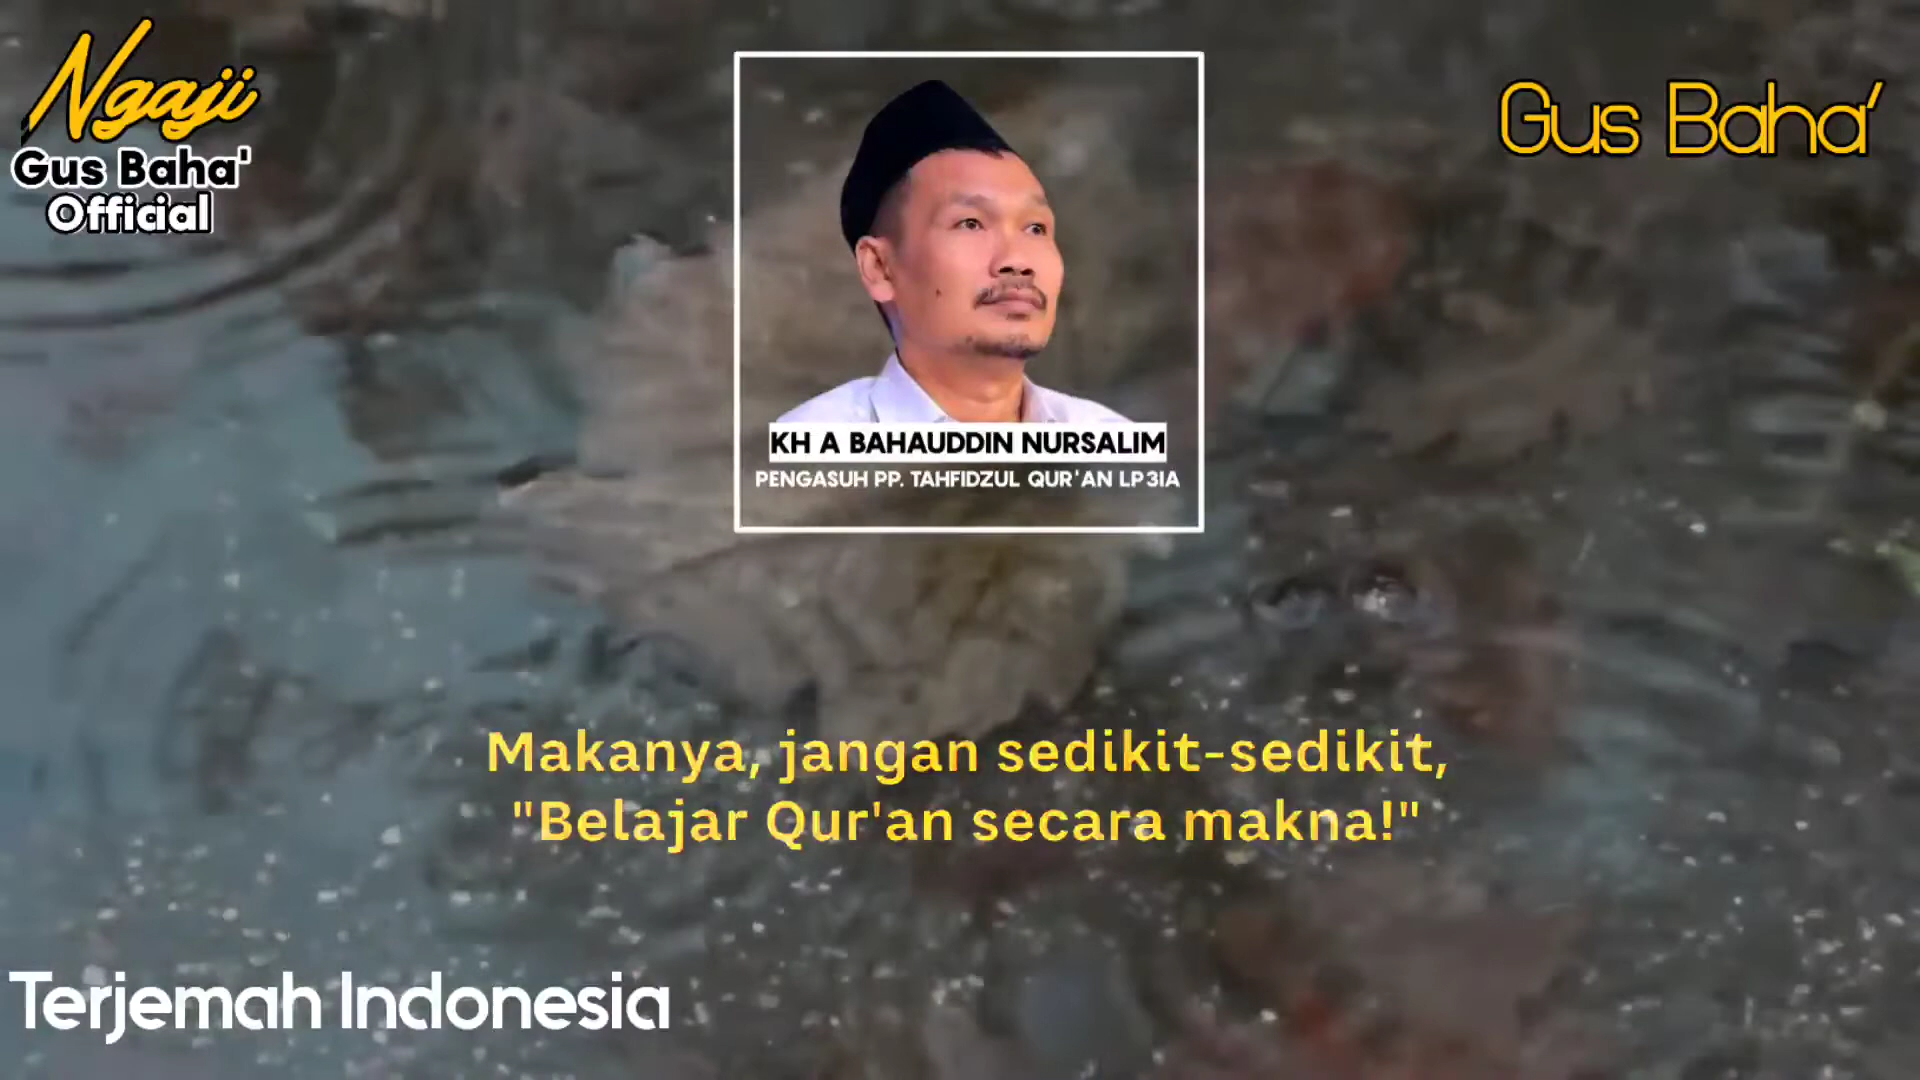 Ngaji
Gus Baha'
Official
Gus Baha'
KH A BAHAUDDIN NURSALIM
PENGASUH PP. TAHFIDZUL QUR'AN LP3IA
Makanya, jangan sedikit-sedikit,
"Belajar Qur'an secara makna!"
Terjemah Indonesia